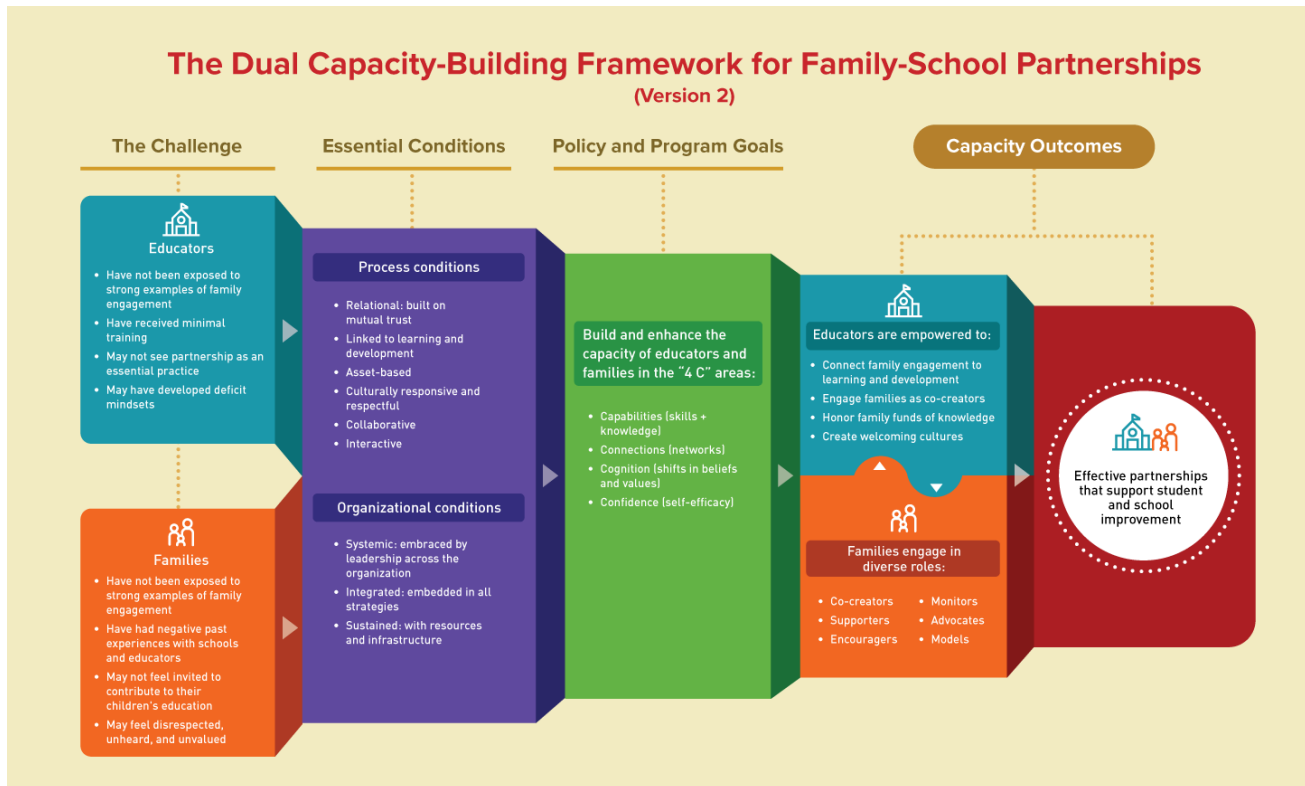 The Dual Capacity-Building Framework for Family-School Partnerships
(Version 2)
The Challenge
Educators
• Have not been exposed to
strong examples of family
engagement
• Have received minimal
training
• May not see partnership as an
essential practice
• May have developed deficit
mindsets
Families
• Have not been exposed to
strong examples of family
engagement
• Have had negative past
experiences with schools
and educators
• May not feel invited to
contribute to their
children's education
• May feel disrespected,
unheard, and unvalued
Essential Conditions
Process conditions
• Relational: built on
mutual trust
• Linked to learning and
development
• Asset-based
• Culturally responsive and
respectful
• Collaborative
• Interactive
Organizational conditions
• Systemic: embraced by
leadership across the
organization
• Integrated: embedded in all
strategies
• Sustained: with resources
and infrastructure
Policy and Program Goals
Build and enhance the
capacity of educators and
families in the “4 C” areas:
• Capabilities (skills +
knowledge)
• Connections (networks)
• Cognition (shifts in beliefs
and values)
• Confidence (self-efficacy)
Capacity Outcomes
Educators are empowered to:
• Connect family engagement to
learning and development
• Engage families as co-creators
• Honor family funds of knowledge
• Create welcoming cultures
Families engage in
diverse roles:
• Co-creators
• Supporters
• Encouragers
• Monitors
• Advocates
• Models
Effective partnerships
that support student
and school
improvement